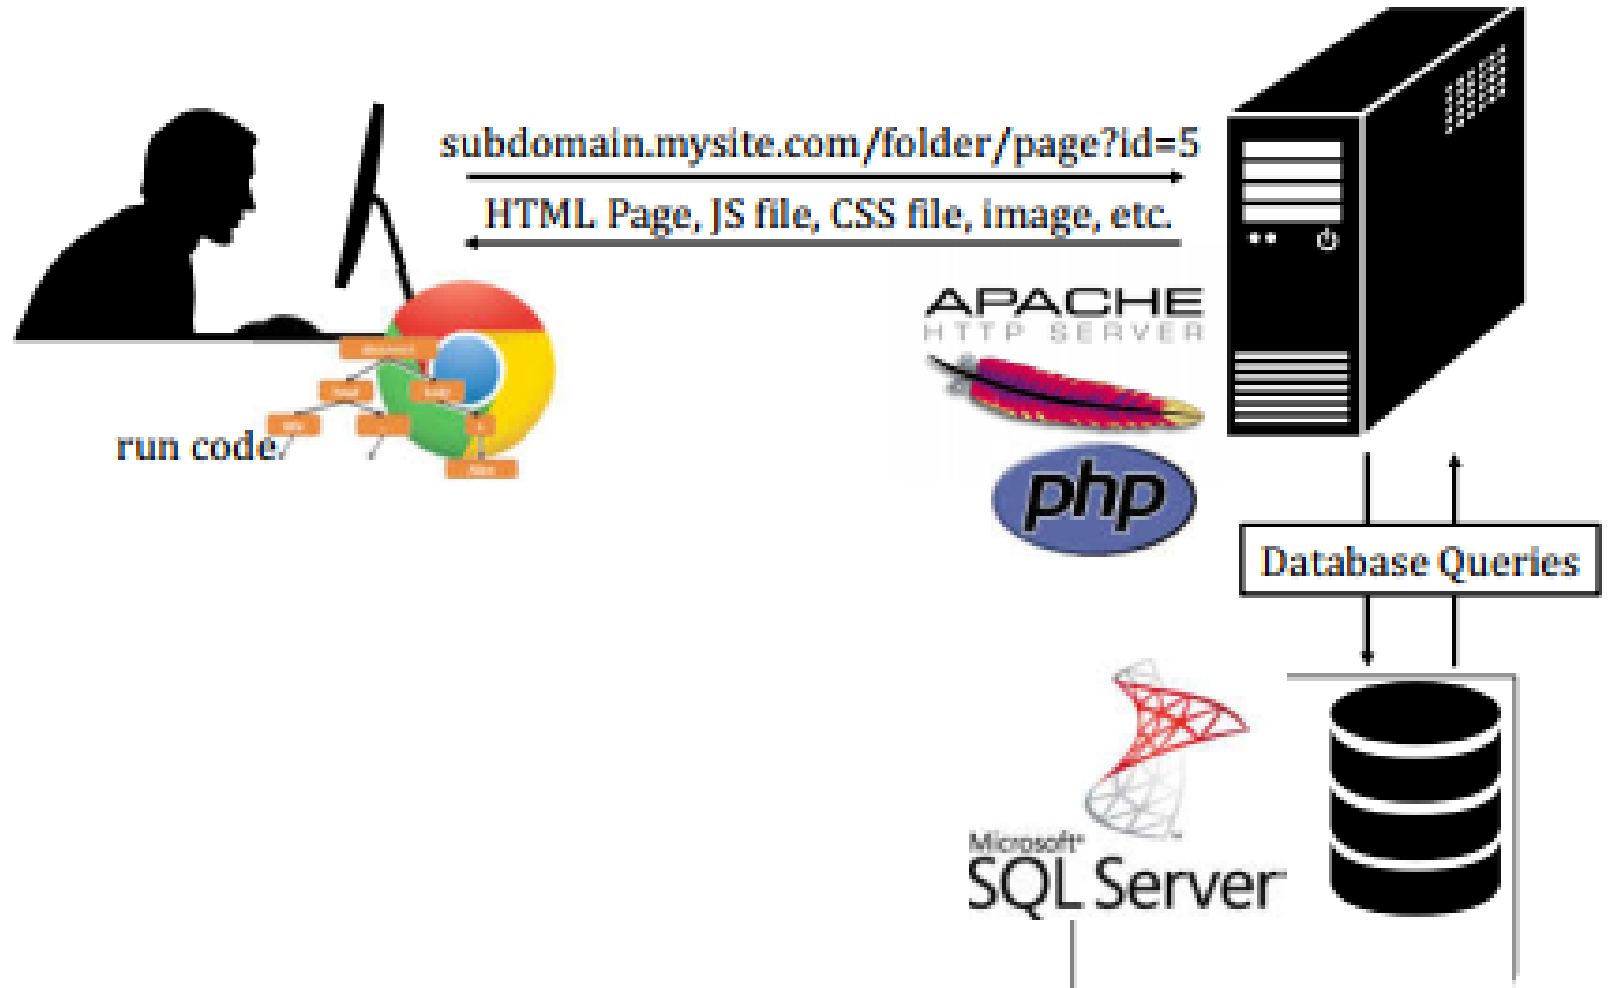 subdomain.mysite.com/folder/page?id=5
HTML Page, JS file, CSS file, image, etc.
APACHE
HTTP SERVER
run code
php
Database Queries
Microsoft®
SQL Server